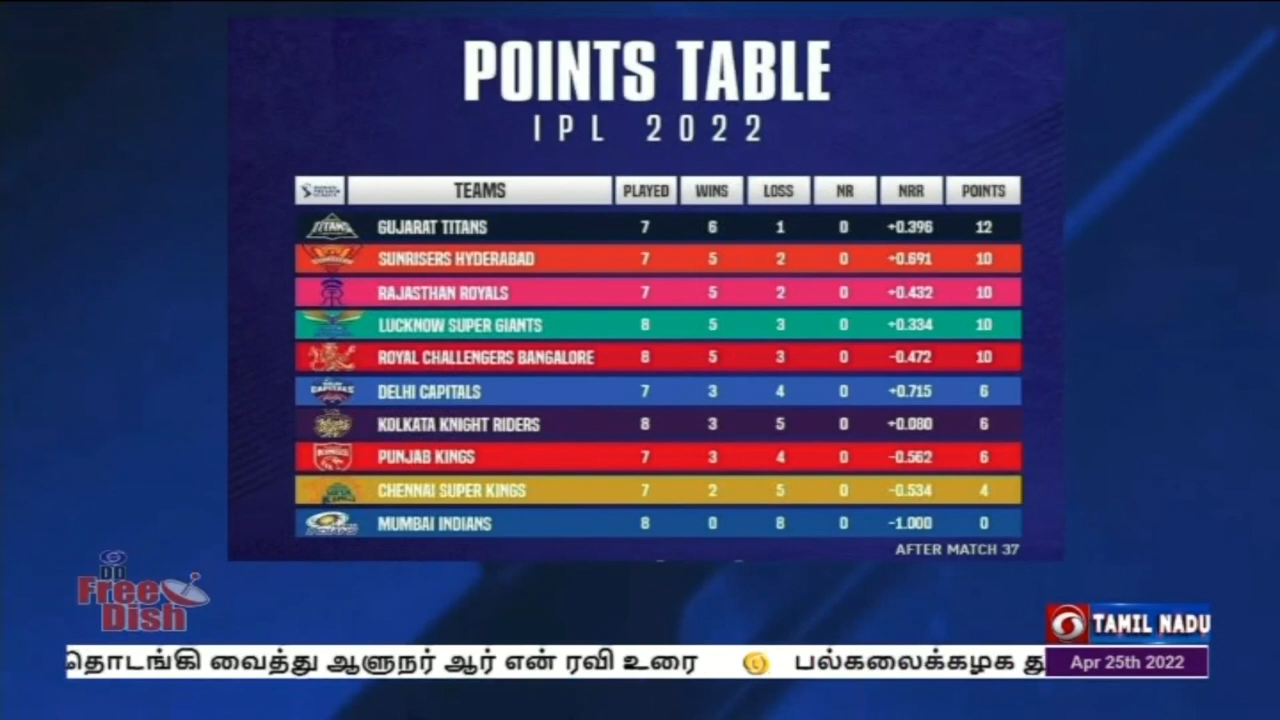 POINTS TABLE
IPL 2022
TEAMS PLAYED WINS LOSS NR NRR POINTS
GUJARAT TITANS 7 6 1 0 +0.396 12
SUNRISERS HYDERABAD 7 5 2 0 +0.691 10
RAJASTHAN ROYALS 7 5 2 0 +0.432 10
LUCKNOW SUPER GIANTS 8 5 3 0 +0.334 10
ROYAL CHALLENGERS BANGALORE 8 5 3 0 -0.472 10
DELHI CAPITALS 7 3 4 0 +0.715 6
KOLKATA KNIGHT RIDERS 8 3 5 0 +0.080 6
PUNJAB KINGS 7 3 4 0 -0.562 6
CHENNAI SUPER KINGS 7 2 5 0 -0.534 4
MUMBAI INDIANS 8 0 8 0 -1.000 0
AFTER MATCH 37
DD
Free
Dish
TAMIL NADU
தொடங்கி வைத்து ஆளுநர் ஆர் என் ரவி உரை பல்கலைக்கழக
Apr 25th 2022